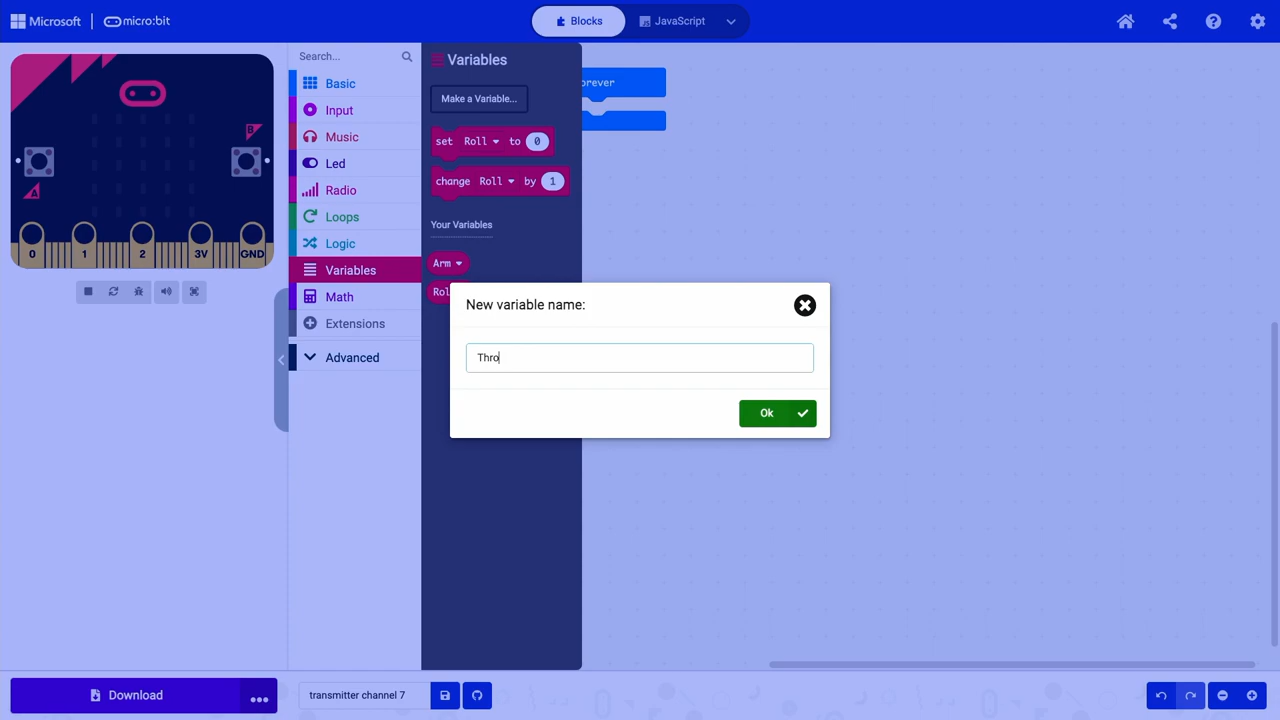 Microsoft
micro:bit
Blocks
JavaScript
Search...
Basic
Input
Music
Led
Radio
Loops
Logic
Variables
Math
Extensions
Advanced
Variables
Make a Variable...
set Roll to 0
change Roll by 1
Your Variables
Arm
Rol
orever
A
B
0 1 2 3V GND
New variable name:
Thro
Ok
Download
transmitter channel 7